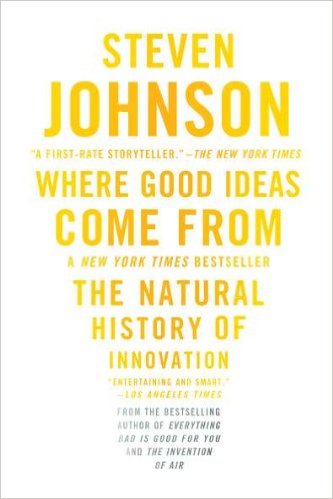 STEVEN
JOHNSON
"A FIRST-RATE STORYTELLER."—THE NEW YORK TIMES
WHERE GOOD IDEAS
COME FROM
A NEW YORK TIMES BESTSELLER
THE NATURAL
HISTORY OF
INNOVATION
"ENTERTAINING AND SMART."
—LOS ANGELES TIMES
FROM THE BESTSELLING
AUTHOR OF EVERYTHING
BAD IS GOOD FOR YOU
AND THE INVENTION
OF AIR